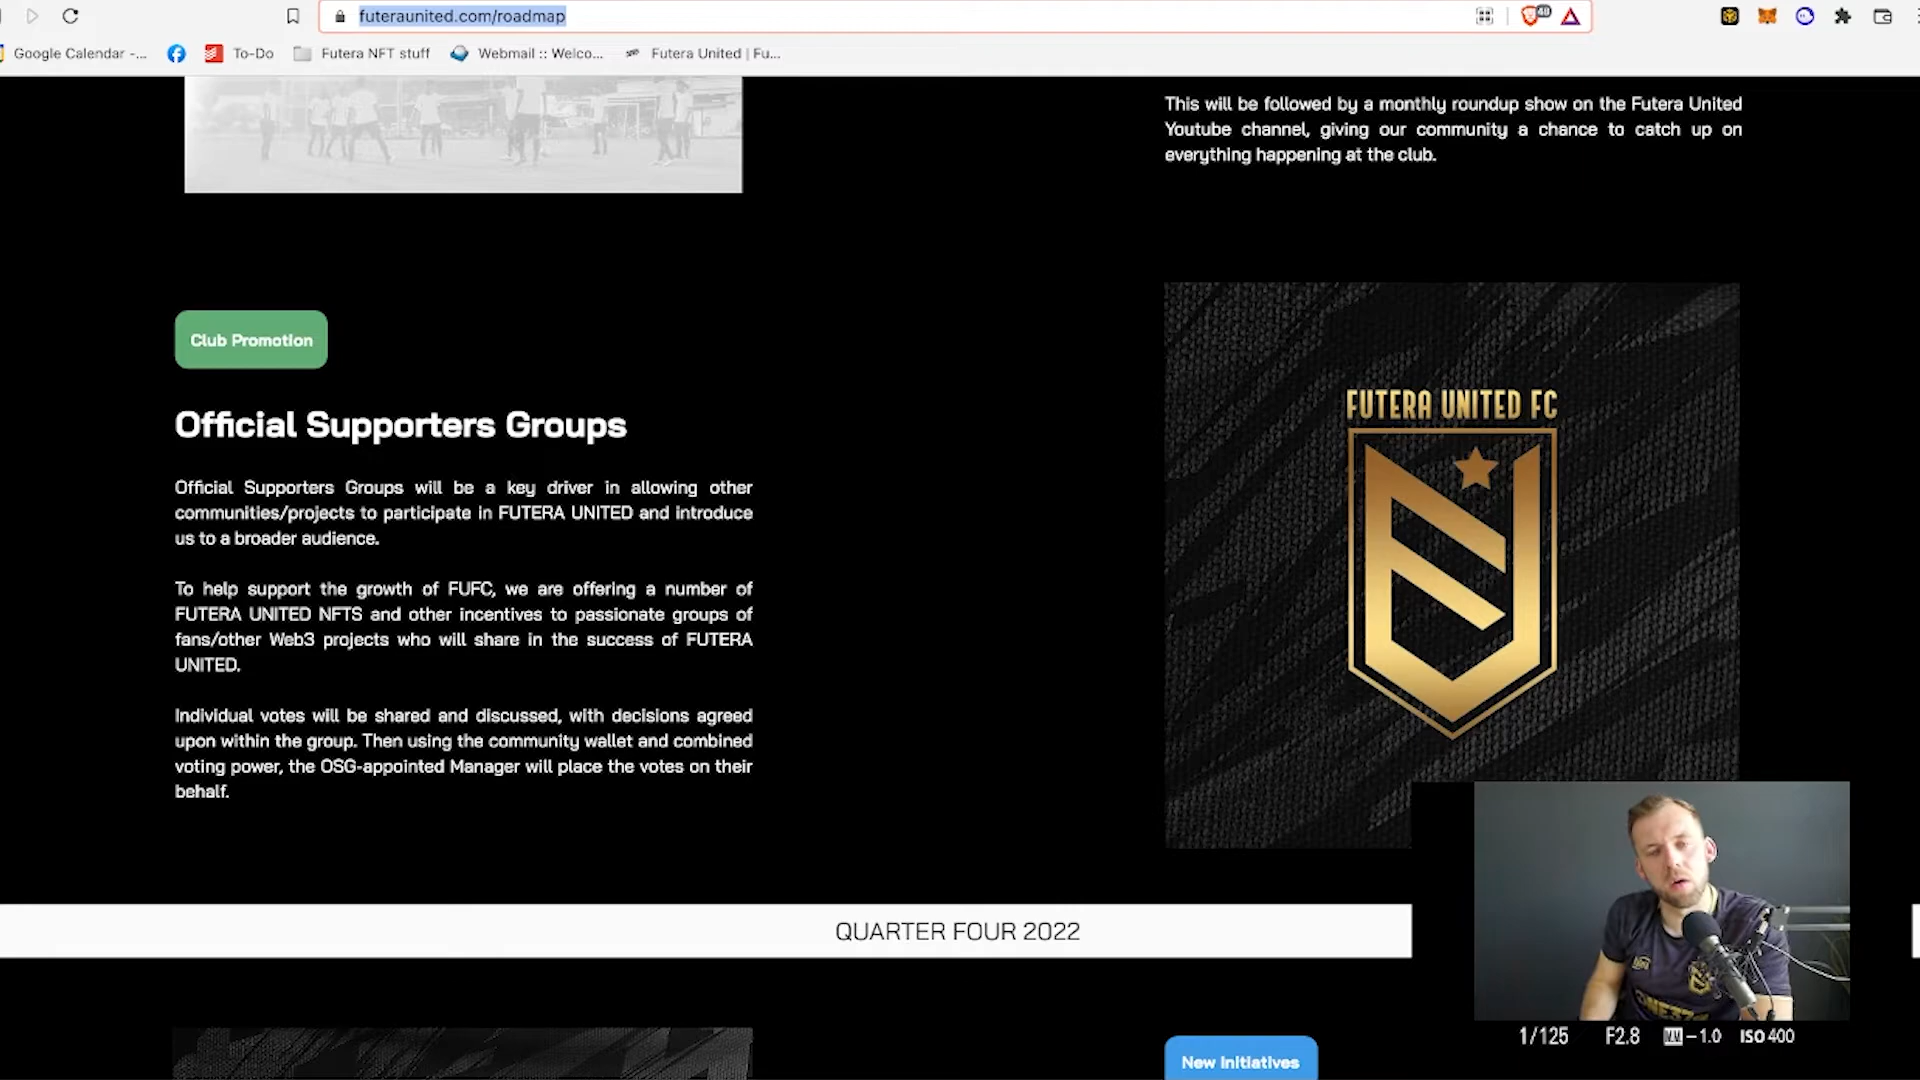 futeraunited.com/roadmap
49
Google Calendar -...
To-Do
Futera NFT stuff
Webmail :: Welco...
Futera United | Fu...
This will be followed by a monthly roundup show on the Futera United
Youtube channel, giving our community a chance to catch up on
everything happening at the club.
Club Promotion
Official Supporters Groups
Official Supporters Groups will be a key driver in allowing other
communities/projects to participate in FUTERA UNITED and introduce
us to a broader audience.
To help support the growth of FUFC, we are offering a number of
FUTERA UNITED NFTS and other incentives to passionate groups of
fans/other Web3 projects who will share in the success of FUTERA
UNITED.
Individual votes will be shared and discussed, with decisions agreed
upon within the group. Then using the community wallet and combined
voting power, the OSG-appointed Manager will place the votes on their
behalf.
FUTERA UNITED FC
QUARTER FOUR 2022
New Initiatives
1/125 F2.8 -1.0 ISO 400